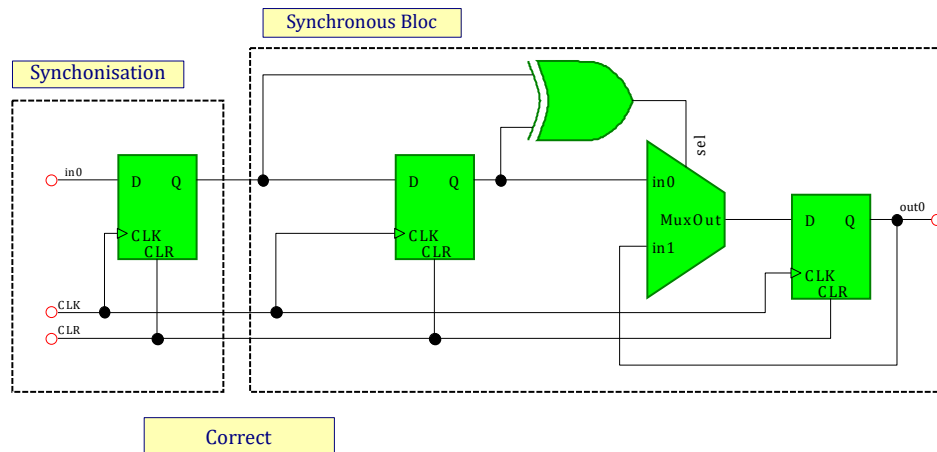 Synchronous Bloc
Synchonisation
in0
D Q
CLK
CLR
D Q
CLK
CLR
sel
in0
MuxOut
in1
D Q
CLK
CLR
out0
CLK
CLR
Correct